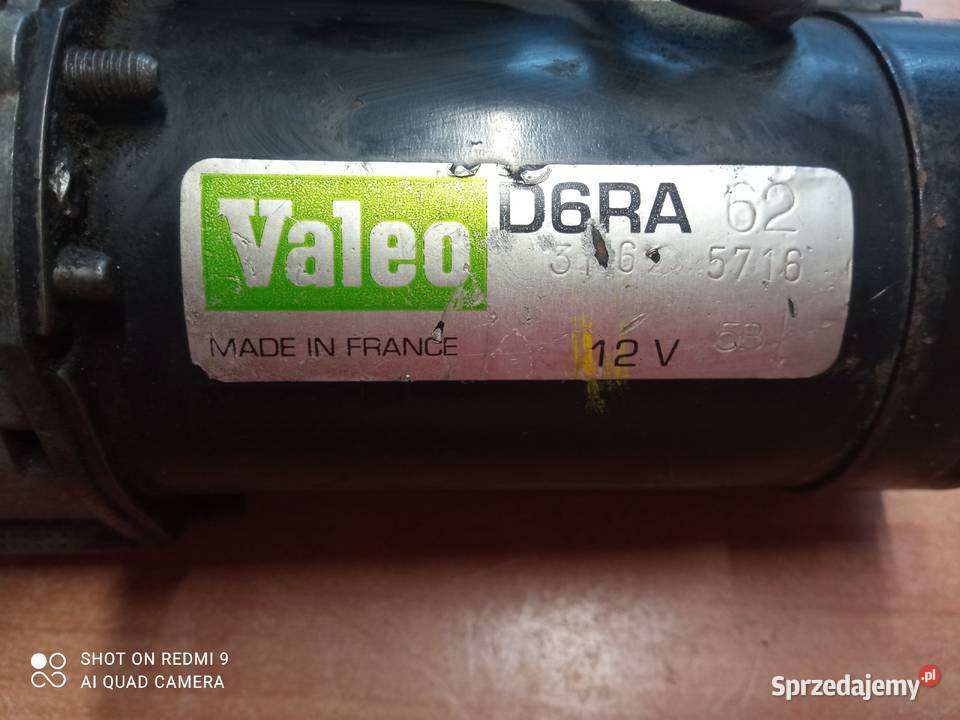 Valeo
D6RA 62
5716
MADE IN FRANCE
12 V
SHOT ON REDMI 9
AI QUAD CAMERA
Sprzedajemy.pl